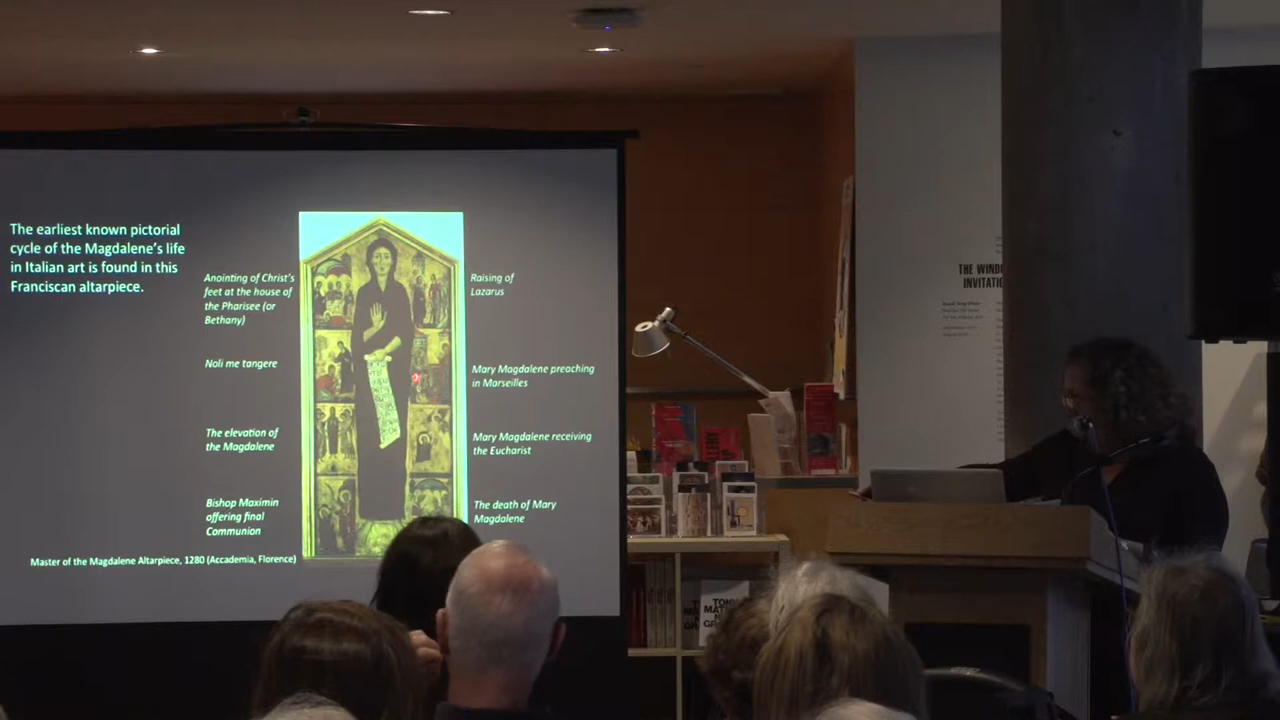 The earliest known pictorial
cycle of the Magdalene's life
in Italian art is found in this
Franciscan altarpiece.
Anointing of Christ's
feet at the house of
the Pharisee (or
Bethany)
Raising of
Lazarus
Noli me tangere
Mary Magdalene preaching
in Marseilles
The elevation of
the Magdalene
Mary Magdalene receiving
the Eucharist
Bishop Maximin
offering final
Communion
The death of Mary
Magdalene
Master of the Magdalene Altarpiece, 1280 (Accademia, Florence)
THE